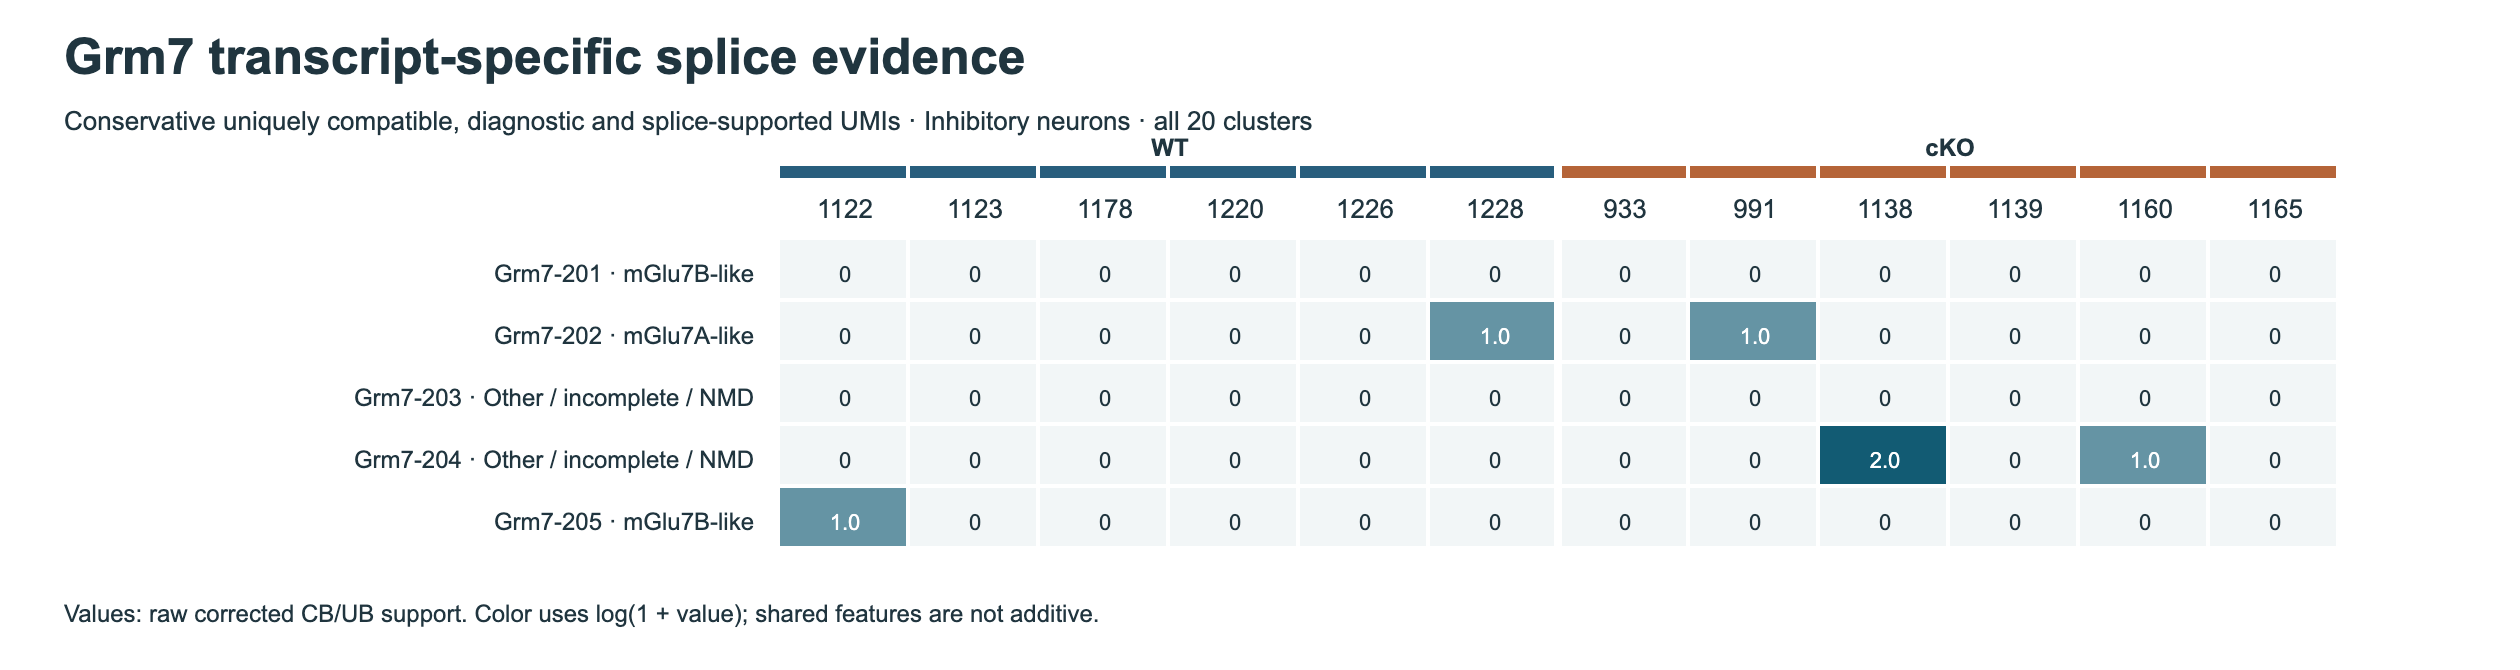 Grm7 transcript-specific splice evidence
Conservative uniquely compatible, diagnostic and splice-supported UMIs · Inhibitory neurons · all 20 clusters
WT cKO
1122 1123 1178 1220 1226 1228 933 991 1138 1139 1160 1165
Grm7-201 · mGlu7B-like 0 0 0 0 0 0 0 0 0 0 0 0
Grm7-202 · mGlu7A-like 0 0 0 0 0 1.0 0 1.0 0 0 0 0
Grm7-203 · Other / incomplete / NMD 0 0 0 0 0 0 0 0 0 0 0 0
Grm7-204 · Other / incomplete / NMD 0 0 0 0 0 0 0 0 2.0 0 1.0 0
Grm7-205 · mGlu7B-like 1.0 0 0 0 0 0 0 0 0 0 0 0
Values: raw corrected CB/UB support. Color uses log(1 + value); shared features are not additive.